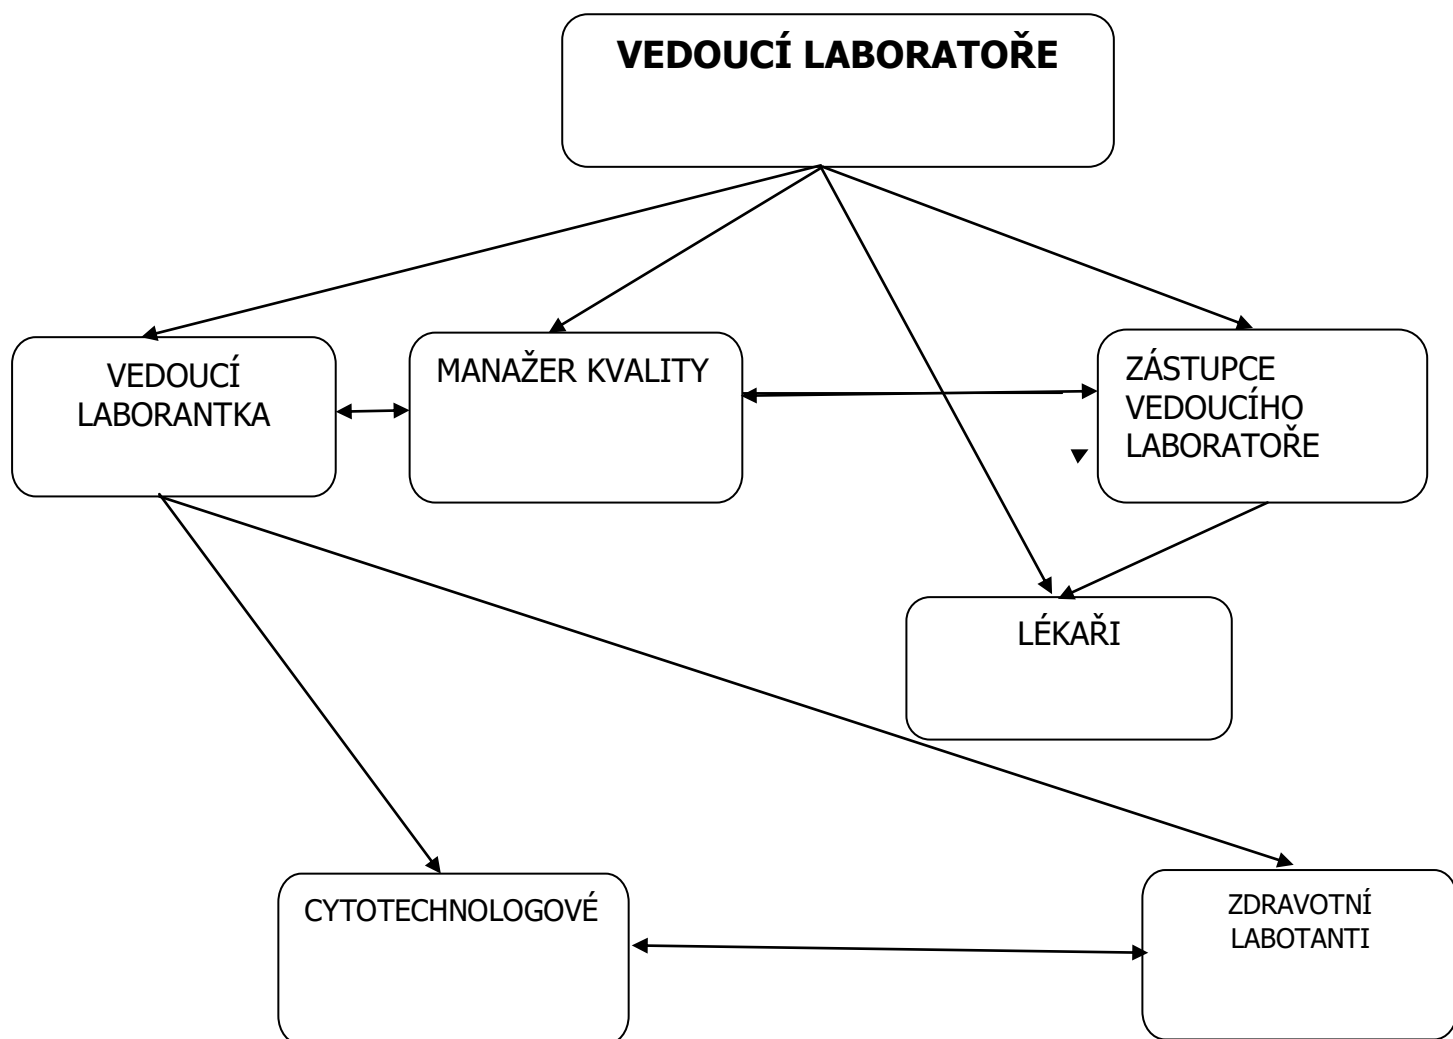 VEDOUCÍ LABORATOŘE
VEDOUCÍ
LABORANTKA
MANAŽER KVALITY
ZÁSTUPCE
VEDOUCÍHO
LABORATOŘE
LÉKAŘI
CYTOTECHNOLOGOVÉ
ZDRAVOTNÍ
LABOTANTI